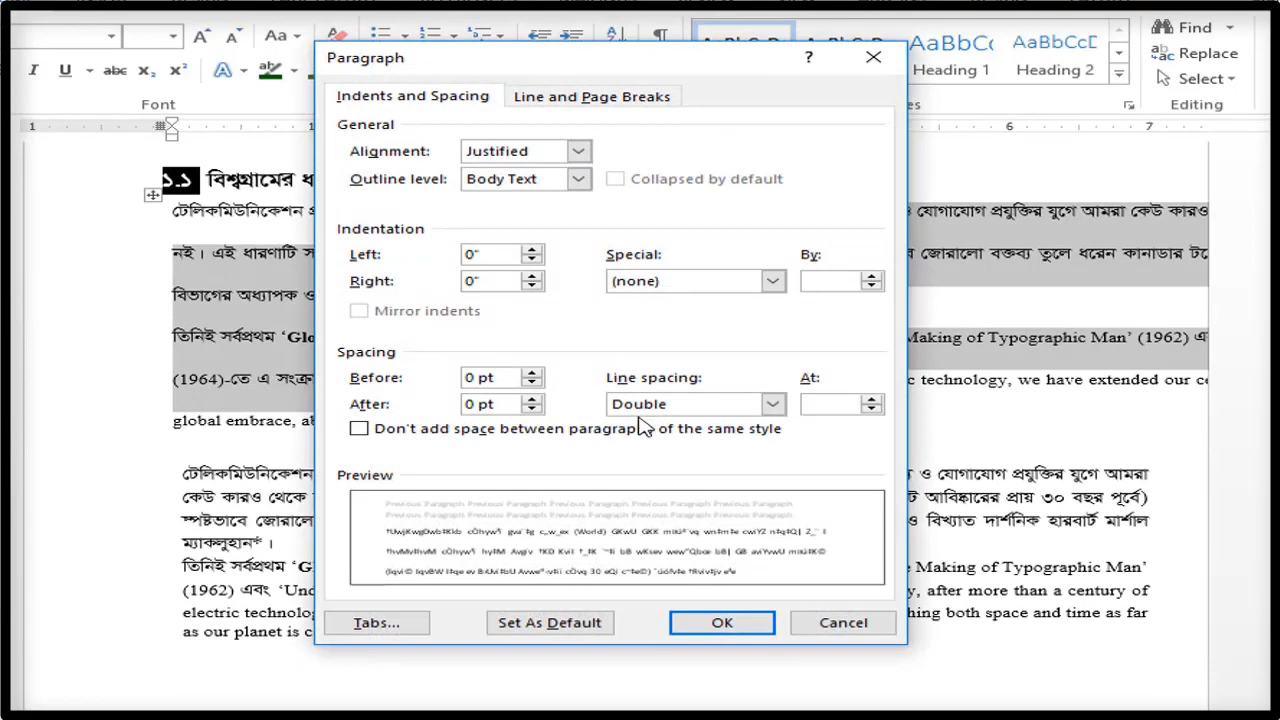 Aa
Find
Replace
Select
Heading 1
Heading 2
Font
Editing
Paragraph
Indents and Spacing
Line and Page Breaks
General
Alignment: Justified
Outline level: Body Text
Collapsed by default
Indentation
Left: 0"
Right: 0"
Special:
(none)
By:
Mirror indents
Spacing
Before: 0 pt
After: 0 pt
Line spacing:
Double
At:
Don't add space between paragraphs of the same style
Preview
Tabs...
Set As Default
OK
Cancel
1 6 7
১.১ বিশ্বগ্রামের
টেলিকমিউনিকেশন ও যোগাযোগ প্রযুক্তির যুগে আমরা কেউ কারও
নই। এই ধারণাটি জোরালো বক্তব্য তুলে ধরেন কানাডার
বিভাগের অধ্যাপক
তিনিই সর্বপ্রথম Making of Typographic Man’ (1962)
(1964)-তে এ technology, we have extended our
global embrace,
টেলিকমিউনিকেশন ও যোগাযোগ প্রযুক্তির যুগে আমরা
কেউ কারও থেকে আবিষ্কারের প্রায় ৩০ বছর পূর্বে)
স্পষ্টভাবে ও বিখ্যাত দার্শনিক হারবার্ট মার্শাল
ম্যাকলুহান*।
তিনিই সর্বপ্রথম Making of Typographic Man’
(1962) এবং after more than a century of
electric both space and time as far
as our planet is